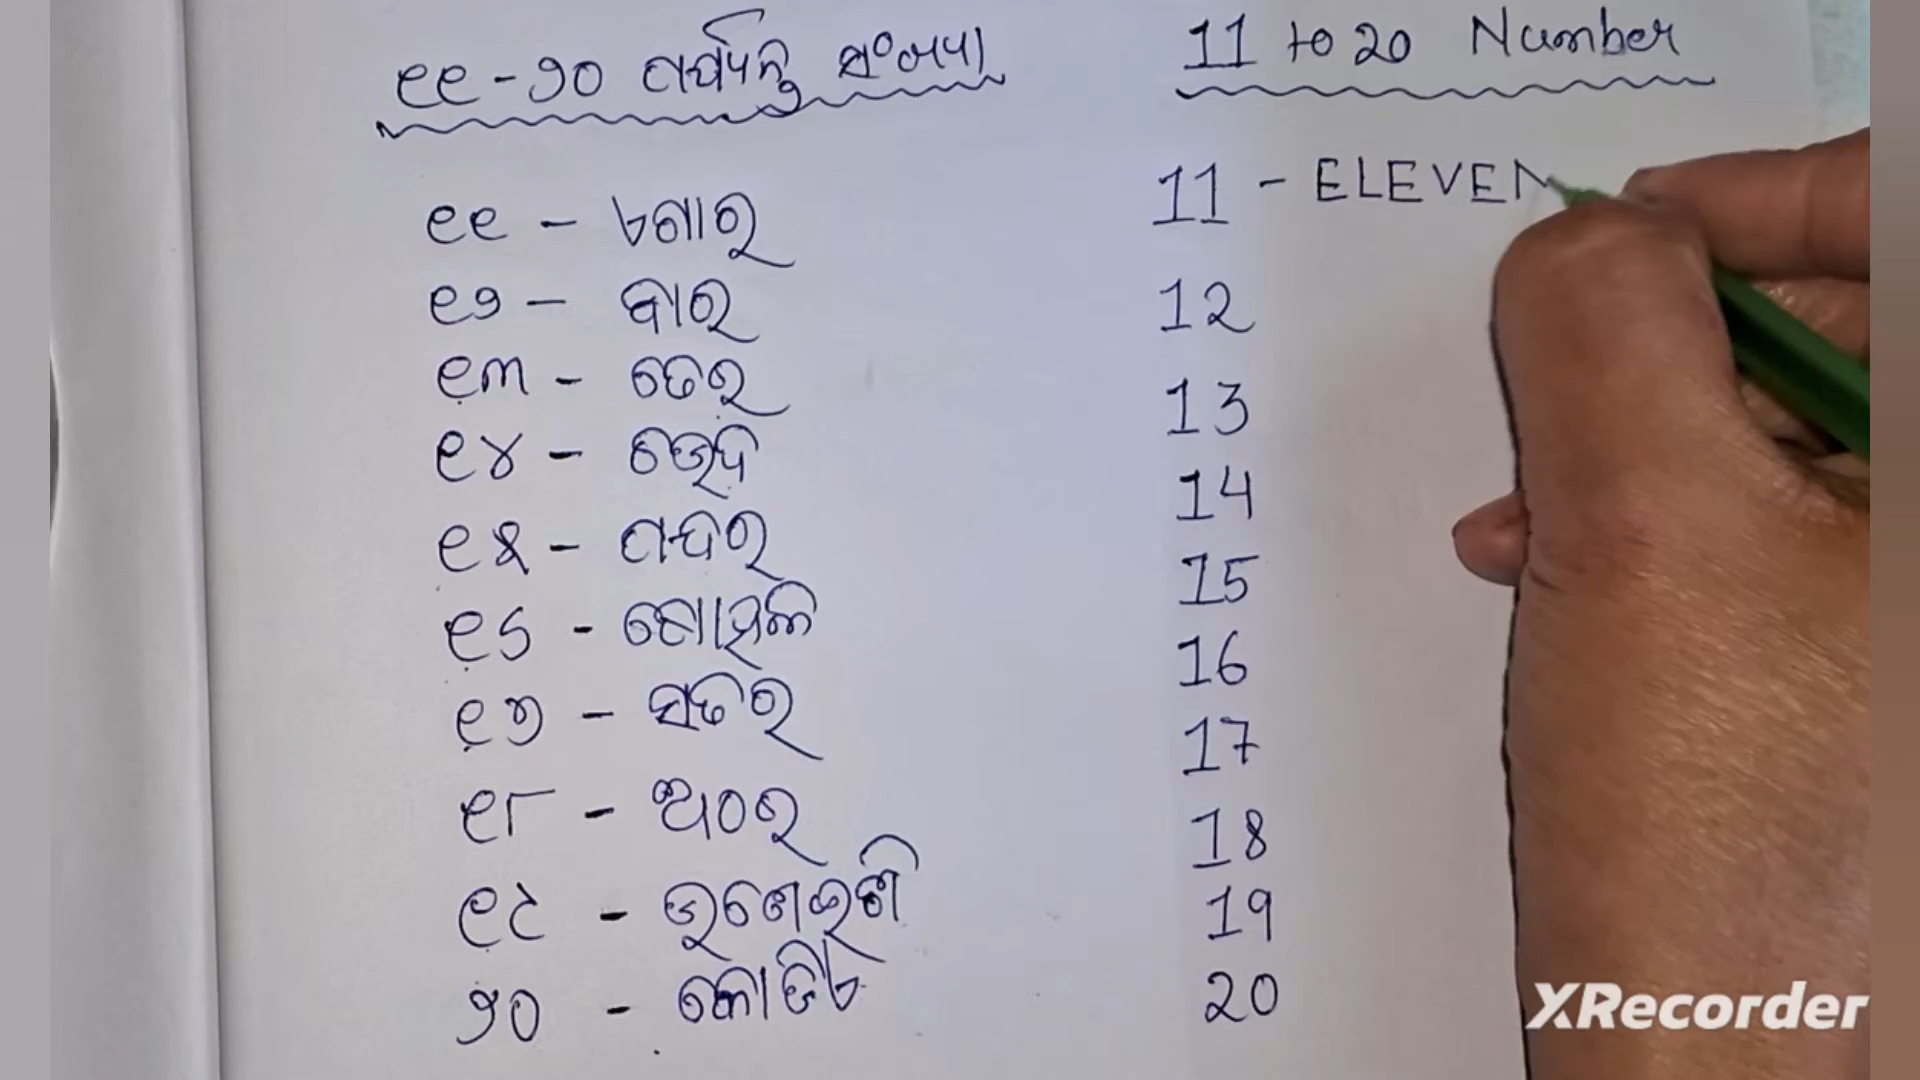 ୧୧-୨୦ ପର୍ଯ୍ୟନ୍ତ ସଂଖ୍ୟା
୧୧ - ଏଗାର
୧୨ - ବାର
୧୩ - ତେର
୧୪ - ଚଉଦ
୧୫ - ପନ୍ଦର
୧୬ - ଷୋହଳ
୧୭ - ସତର
୧୮ - ଅଠର
୧୯ - ଊଣେଇଶି
୨୦ - କୋଡିଏ
11 to 20 Number
11 - ELEVEN
12
13
14
15
16
17
18
19
20
XRecorder